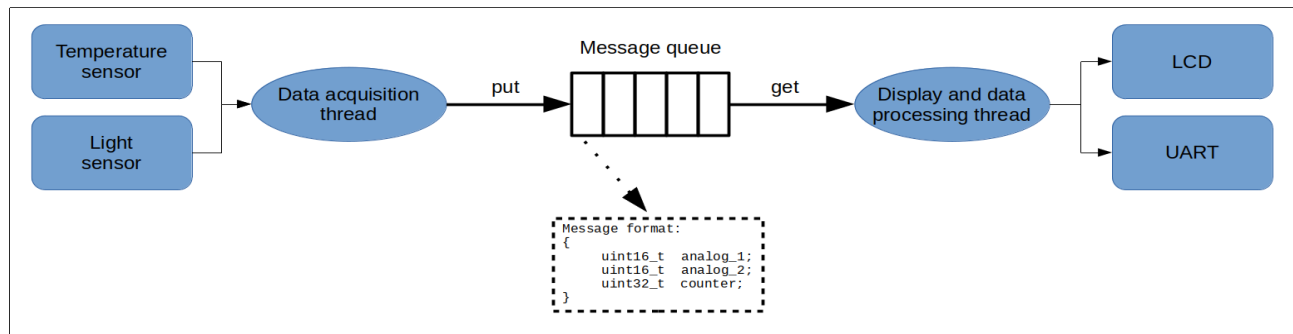 Temperature
sensor
Light
sensor
Data acquisition
thread
put
Message queue
get
Display and data
processing thread
LCD
UART
Message format:
{
uint16_t  analog_1;
uint16_t  analog_2;
uint32_t  counter;
}